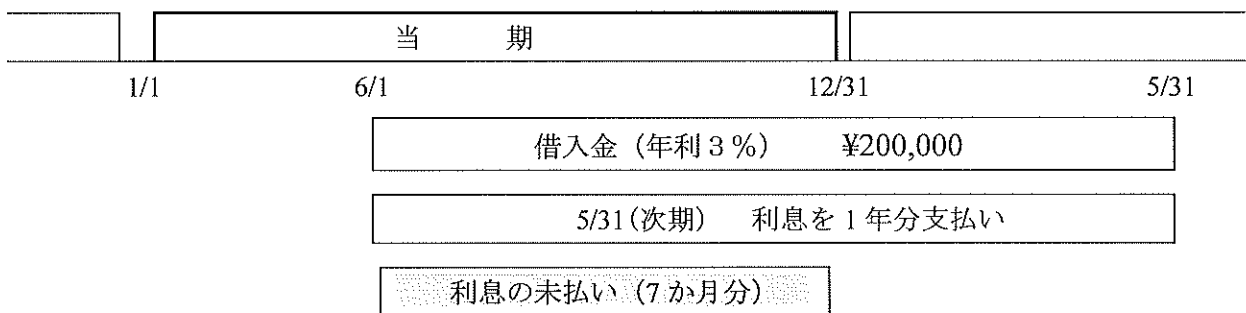 当 期
1/1 6/1 12/31 5/31
借入金（年利３％） ¥200,000
5/31(次期) 利息を１年分支払い
利息の未払い（7か月分）